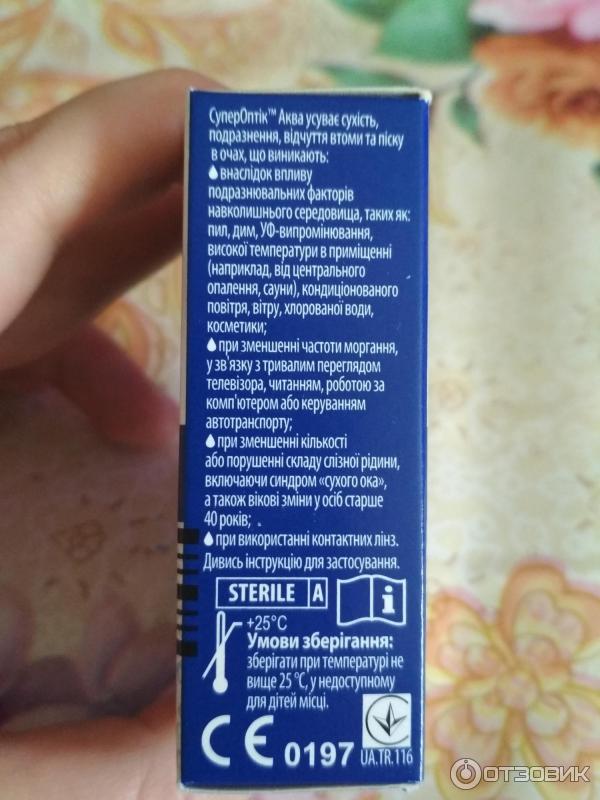 СуперОптік™ Аква усуває сухість,
подразнення, відчуття втоми та піску
в очах, що виникають:
внаслідок впливу
подразнювальних факторів
навколишнього середовища, таких як:
пил, дим, УФ-випромінювання,
високої температури в приміщенні
(наприклад, від центрального
опалення, сауни), кондиціонованого
повітря, вітру, хлорованої води,
косметики;
при зменшенні частоти моргання,
у зв'язку з тривалим переглядом
телевізора, читанням, роботою за
комп'ютером або керуванням
автотранспорту;
при зменшенні кількості
або порушенні складу слізної рідини,
включаючи синдром «сухого ока»,
а також вікові зміни у осіб старше
40 років;
при використанні контактних лінз.
Дивись інструкцію для застосування.
STERILE A
+25°C
Умови зберігання:
зберігати при температурі не
вище 25 °С, у недоступному
для дітей місці.
CE 0197 UA.TR.116
ОТЗОВИК